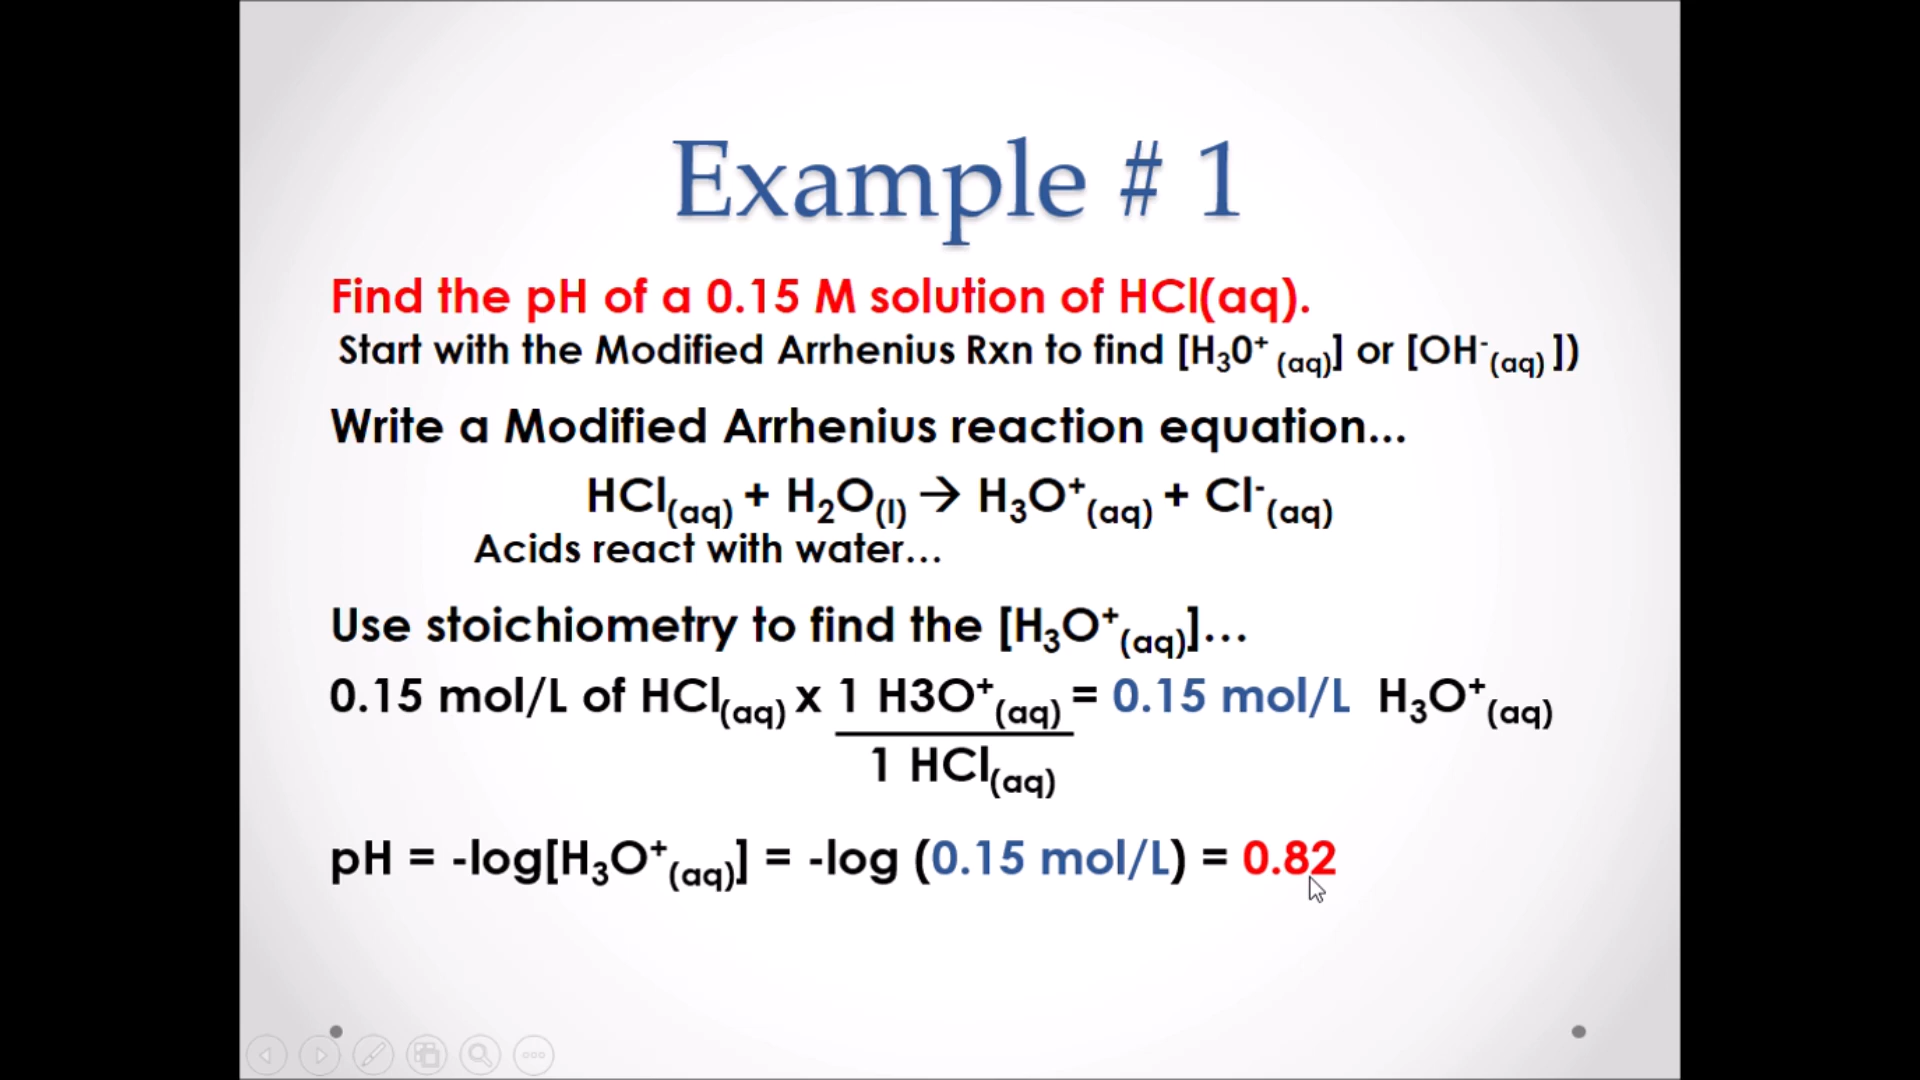 Example # 1
Find the pH of a 0.15 M solution of HCl(aq).
Start with the Modified Arrhenius Rxn to find [H₃0⁺ (aq)] or [OH⁻(aq) ])
Write a Modified Arrhenius reaction equation...
HCl(aq) + H₂O(l) → H₃O⁺(aq) + Cl⁻(aq)
Acids react with water...
Use stoichiometry to find the [H₃O⁺(aq)]...
0.15 mol/L of HCl(aq) x 1 H3O⁺(aq) = 0.15 mol/L H₃O⁺(aq)
1 HCl(aq)
pH = -log[H₃O⁺(aq)] = -log (0.15 mol/L) = 0.82